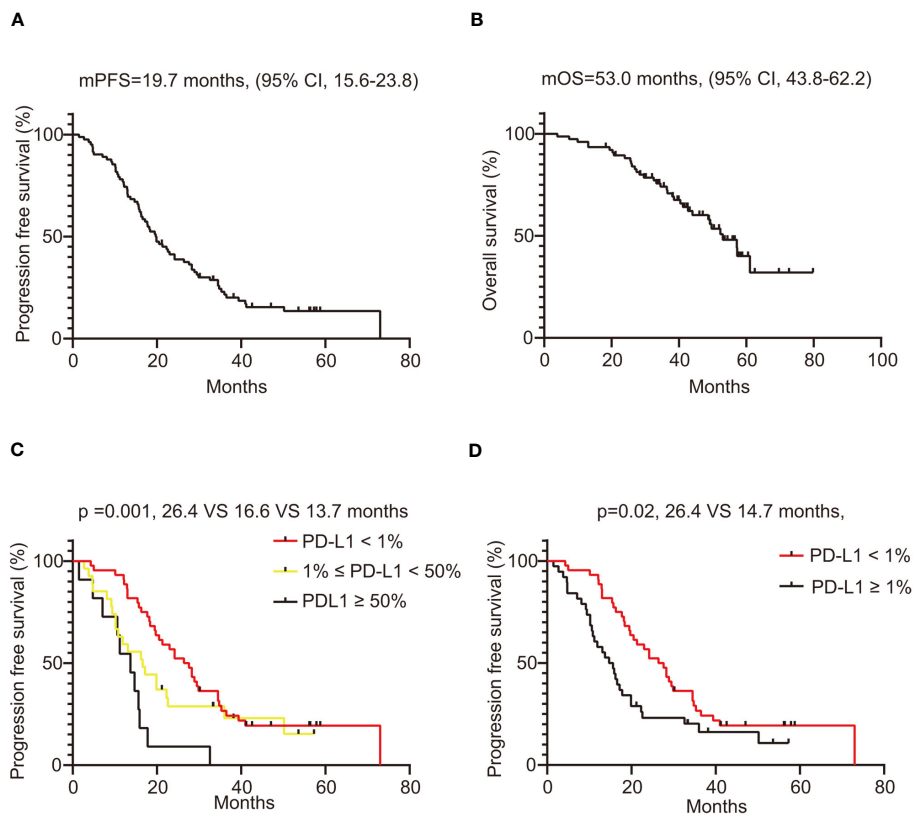 A
mPFS=19.7 months, (95% CI, 15.6-23.8)
Progression free survival (%)
100
50
0
0 20 40 60 80
Months
B
mOS=53.0 months, (95% CI, 43.8-62.2)
Overall survival (%)
100
50
0
0 20 40 60 80 100
Months
C
p =0.001, 26.4 VS 16.6 VS 13.7 months
PD-L1 < 1%
1% ≤ PD-L1 < 50%
PDL1 ≥ 50%
Progression free survival (%)
100
50
0
0 20 40 60 80
Months
D
p=0.02, 26.4 VS 14.7 months,
PD-L1 < 1%
PD-L1 ≥ 1%
Progression free survival (%)
100
50
0
0 20 40 60 80
Months